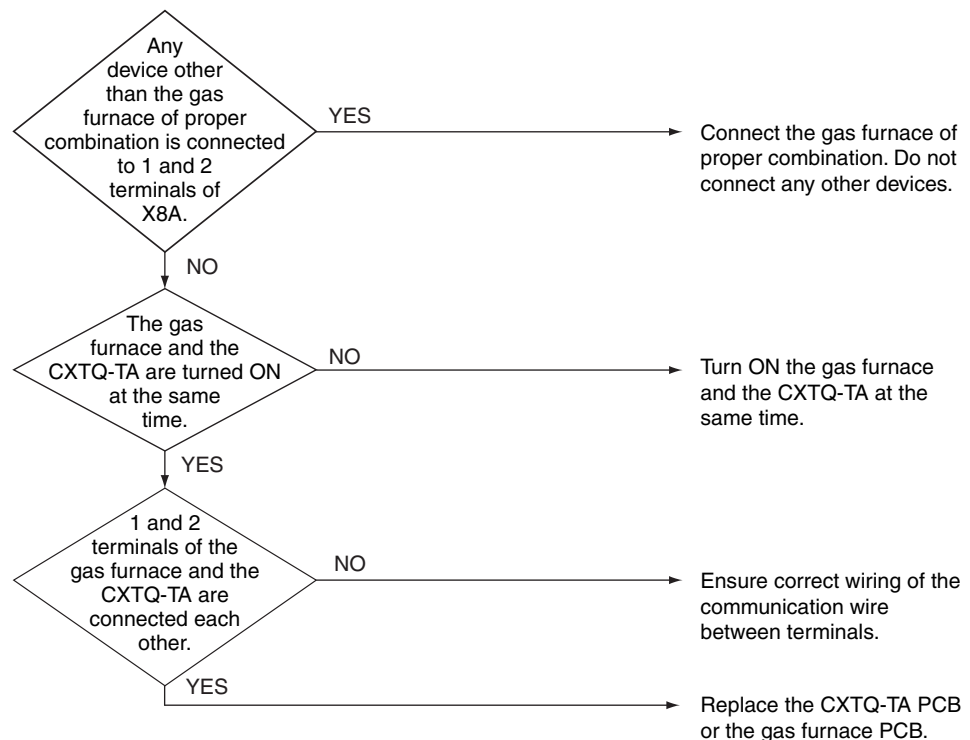 Any
device other
than the gas
furnace of proper
combination is connected
to 1 and 2
terminals of
X8A.
YES
Connect the gas furnace of
proper combination. Do not
connect any other devices.
NO
The gas
furnace and the
CXTQ-TA are turned ON
at the same
time.
NO
Turn ON the gas furnace
and the CXTQ-TA at the
same time.
YES
1 and 2
terminals of the
gas furnace and the
CXTQ-TA are
connected each
other.
NO
Ensure correct wiring of the
communication wire
between terminals.
YES
Replace the CXTQ-TA PCB
or the gas furnace PCB.